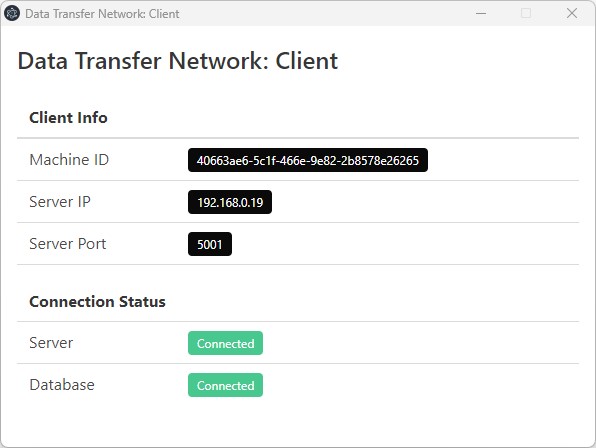 Data Transfer Network: Client
Data Transfer Network: Client
Client Info
Machine ID 40663ae6-5c1f-466e-9e82-2b8578e26265
Server IP 192.168.0.19
Server Port 5001
Connection Status
Server Connected
Database Connected